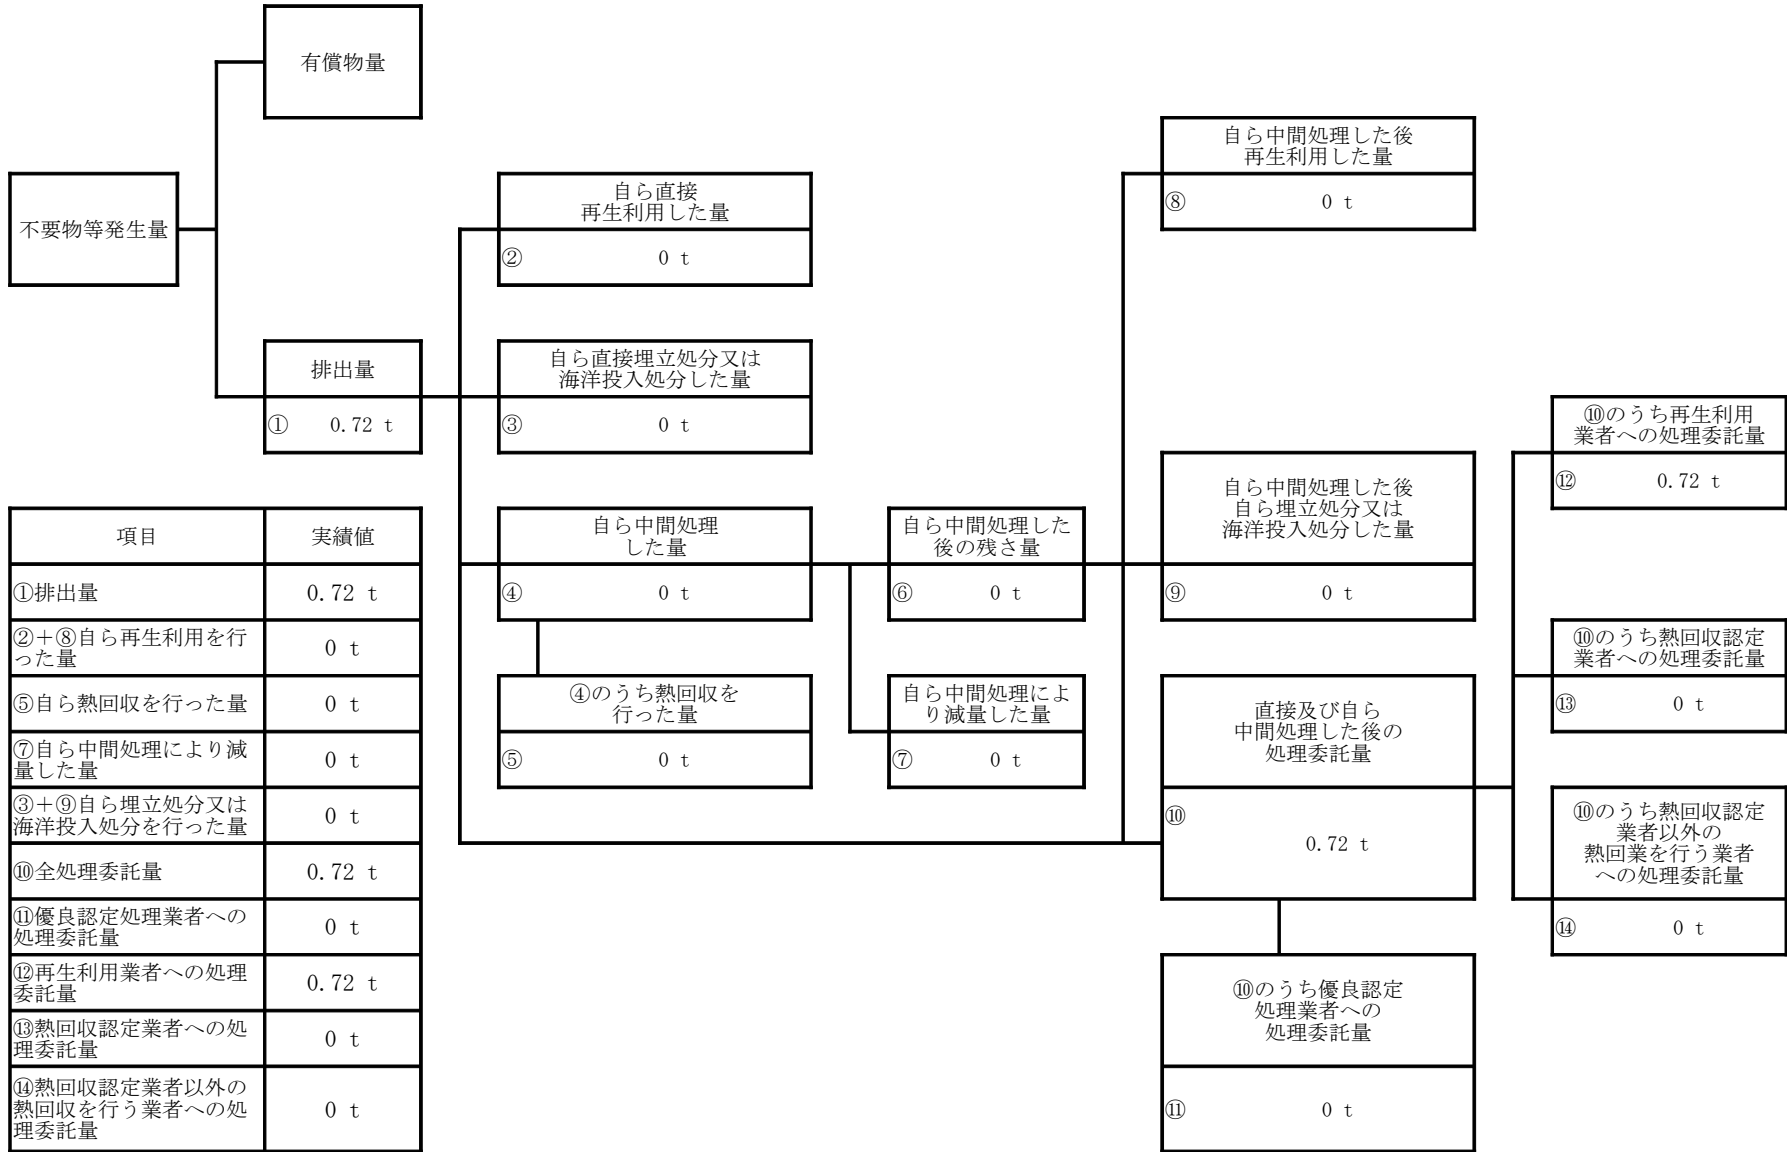 有償物量
不要物等発生量
排出量
① 0.72 t
自ら直接
再生利用した量
② 0 t
自ら直接埋立処分又は
海洋投入処分した量
③ 0 t
自ら中間処理
した量
④ 0 t
④のうち熱回収を
行った量
⑤ 0 t
自ら中間処理した
後の残さ量
⑥ 0 t
自ら中間処理によ
り減量した量
⑦ 0 t
自ら中間処理した後
再生利用した量
⑧ 0 t
自ら中間処理した後
自ら埋立処分又は
海洋投入処分した量
⑨ 0 t
直接及び自ら
中間処理した後の
処理委託量
⑩
0.72 t
⑩のうち優良認定
処理業者への
処理委託量
⑪ 0 t
⑩のうち再生利用
業者への処理委託量
⑫ 0.72 t
⑩のうち熱回収認定
業者への処理委託量
⑬ 0 t
⑩のうち熱回収認定
業者以外の
熱回業を行う業者
への処理委託量
⑭ 0 t
項目 実績値
①排出量 0.72 t
②＋⑧自ら再生利用を行
った量 0 t
⑤自ら熱回収を行った量 0 t
⑦自ら中間処理により減
量した量 0 t
③＋⑨自ら埋立処分又は
海洋投入処分を行った量 0 t
⑩全処理委託量 0.72 t
⑪優良認定処理業者への
処理委託量 0 t
⑫再生利用業者への処理
委託量 0.72 t
⑬熱回収認定業者への処
理委託量 0 t
⑭熱回収認定業者以外の
熱回収を行う業者への処
理委託量 0 t